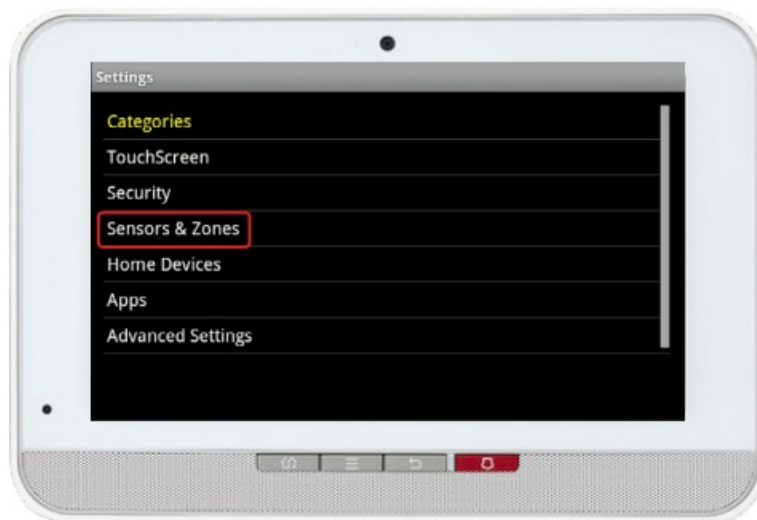 Settings
Categories
TouchScreen
Security
Sensors & Zones
Home Devices
Apps
Advanced Settings